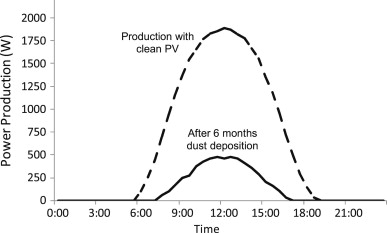 Power Production (W)
2000
1750
1500
1250
1000
750
500
250
0
Production with
clean PV
After 6 months
dust deposition
0:00 3:00 6:00 9:00 12:00 15:00 18:00 21:00
Time